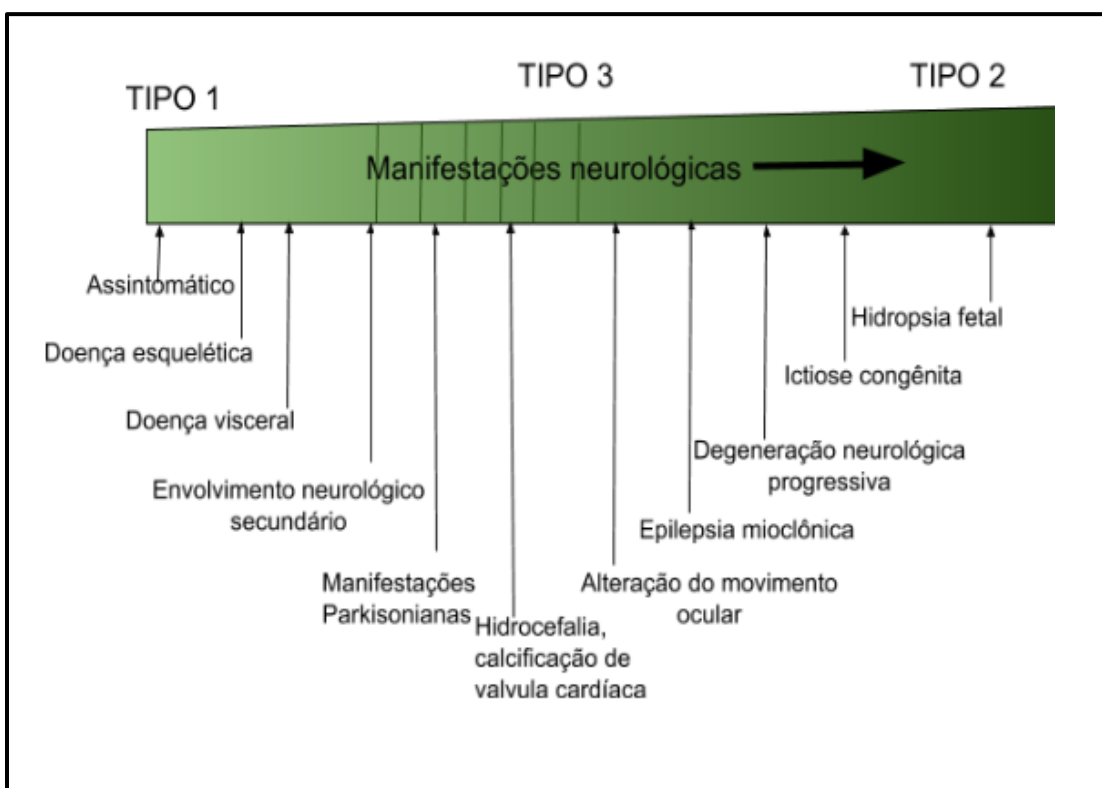 TIPO 1
TIPO 3
TIPO 2
Manifestações neurológicas
Assintomático
Doença esquelética
Doença visceral
Envolvimento neurológico
secundário
Manifestações
Parkisonianas
Hidrocefalia,
calcificação de
valvula cardíaca
Alteração do movimento
ocular
Epilepsia mioclônica
Degeneração neurológica
progressiva
Ictiose congênita
Hidropsia fetal